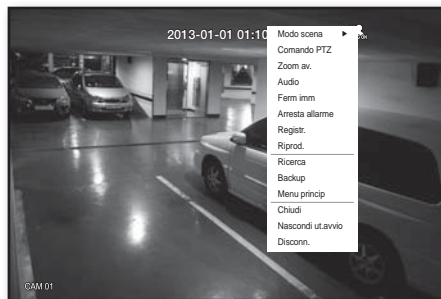 2013-01-01 01:10
Modo scena
Comando PTZ
Zoom av.
Audio
Ferm imm
Arresta allarme
Registr.
Riprod.
Ricerca
Backup
Menu princip
Chiudi
Nascondi ut.avvio
Disconn.
CAM 01